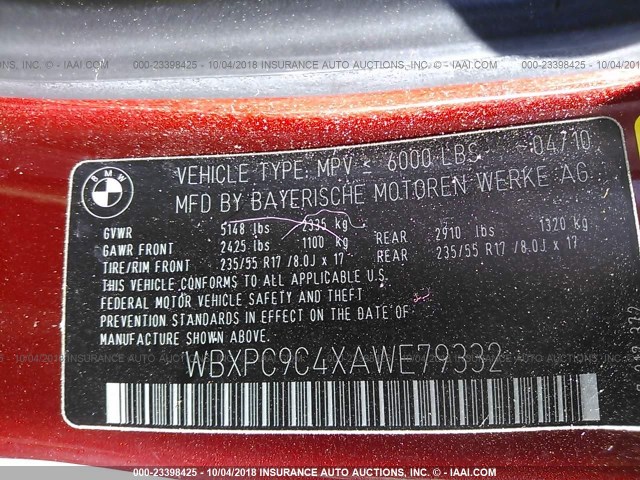 000-23398425 - 10/04/2018 INSURANCE AUTO AUCTIONS, INC. - IAAI.COM
BMW
VEHICLE TYPE: MPV ≤ 6000 LBS. 04/10
MFD BY BAYERISCHE MOTOREN WERKE AG.
GVWR 5148 lbs 2335 kg
GAWR FRONT 2425 lbs 1100 kg REAR 2910 lbs 1320 kg
TIRE/RIM FRONT 235/55 R17 /8.0J x 17 REAR 235/55 R17 /8.0J x 17
THIS VEHICLE CONFORMS TO ALL APPLICABLE U.S.
FEDERAL MOTOR VEHICLE SAFETY AND THEFT
PREVENTION STANDARDS IN EFFECT ON THE DATE OF
MANUFACTURE SHOWN ABOVE.
WBXPC9C4XAWE79332
000-23398425 - 10/04/2018 INSURANCE AUTO AUCTIONS, INC. - IAAI.COM